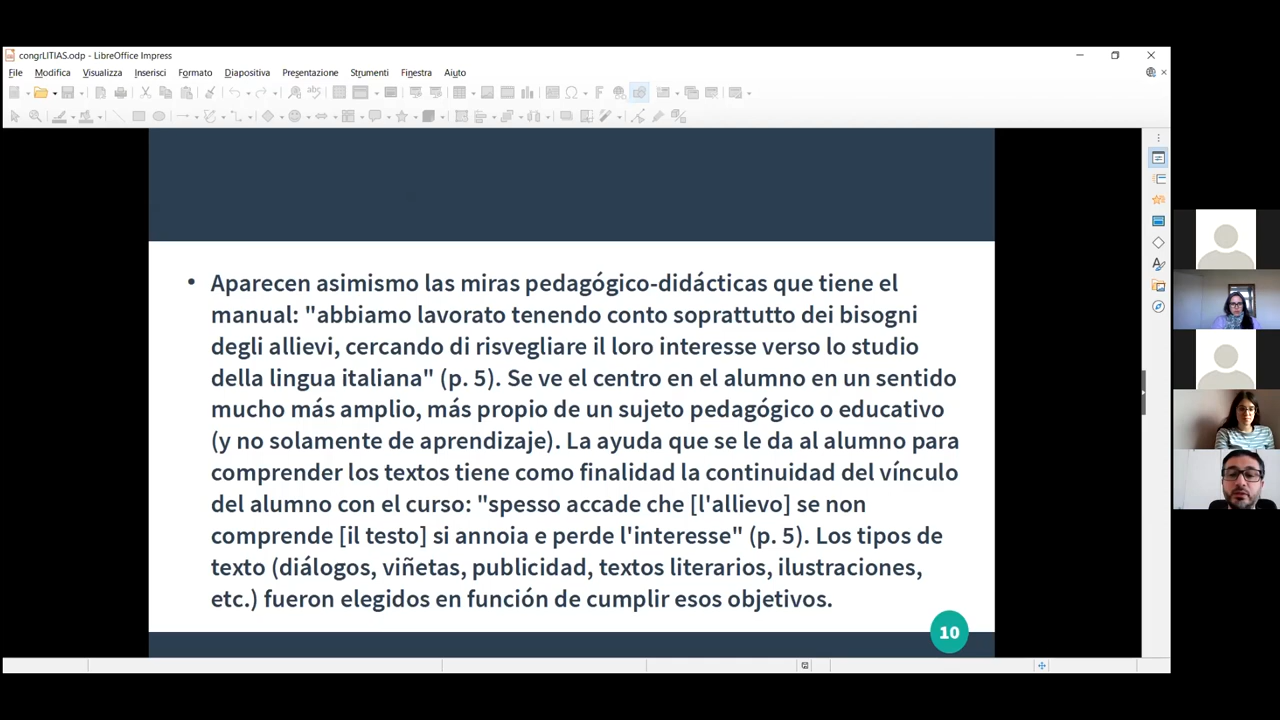 congrLITIAS.odp - LibreOffice Impress
File Modifica Visualizza Inserisci Formato Diapositiva Presentazione Strumenti Finestra Aiuto
• Aparecen asimismo las miras pedagógico-didácticas que tiene el
manual: "abbiamo lavorato tenendo conto soprattutto dei bisogni
degli allievi, cercando di risvegliare il loro interesse verso lo studio
della lingua italiana" (p. 5). Se ve el centro en el alumno en un sentido
mucho más amplio, más propio de un sujeto pedagógico o educativo
(y no solamente de aprendizaje). La ayuda que se le da al alumno para
comprender los textos tiene como finalidad la continuidad del vínculo
del alumno con el curso: "spesso accade che [l'allievo] se non
comprende [il testo] si annoia e perde l'interesse" (p. 5). Los tipos de
texto (diálogos, viñetas, publicidad, textos literarios, ilustraciones,
etc.) fueron elegidos en función de cumplir esos objetivos.
10